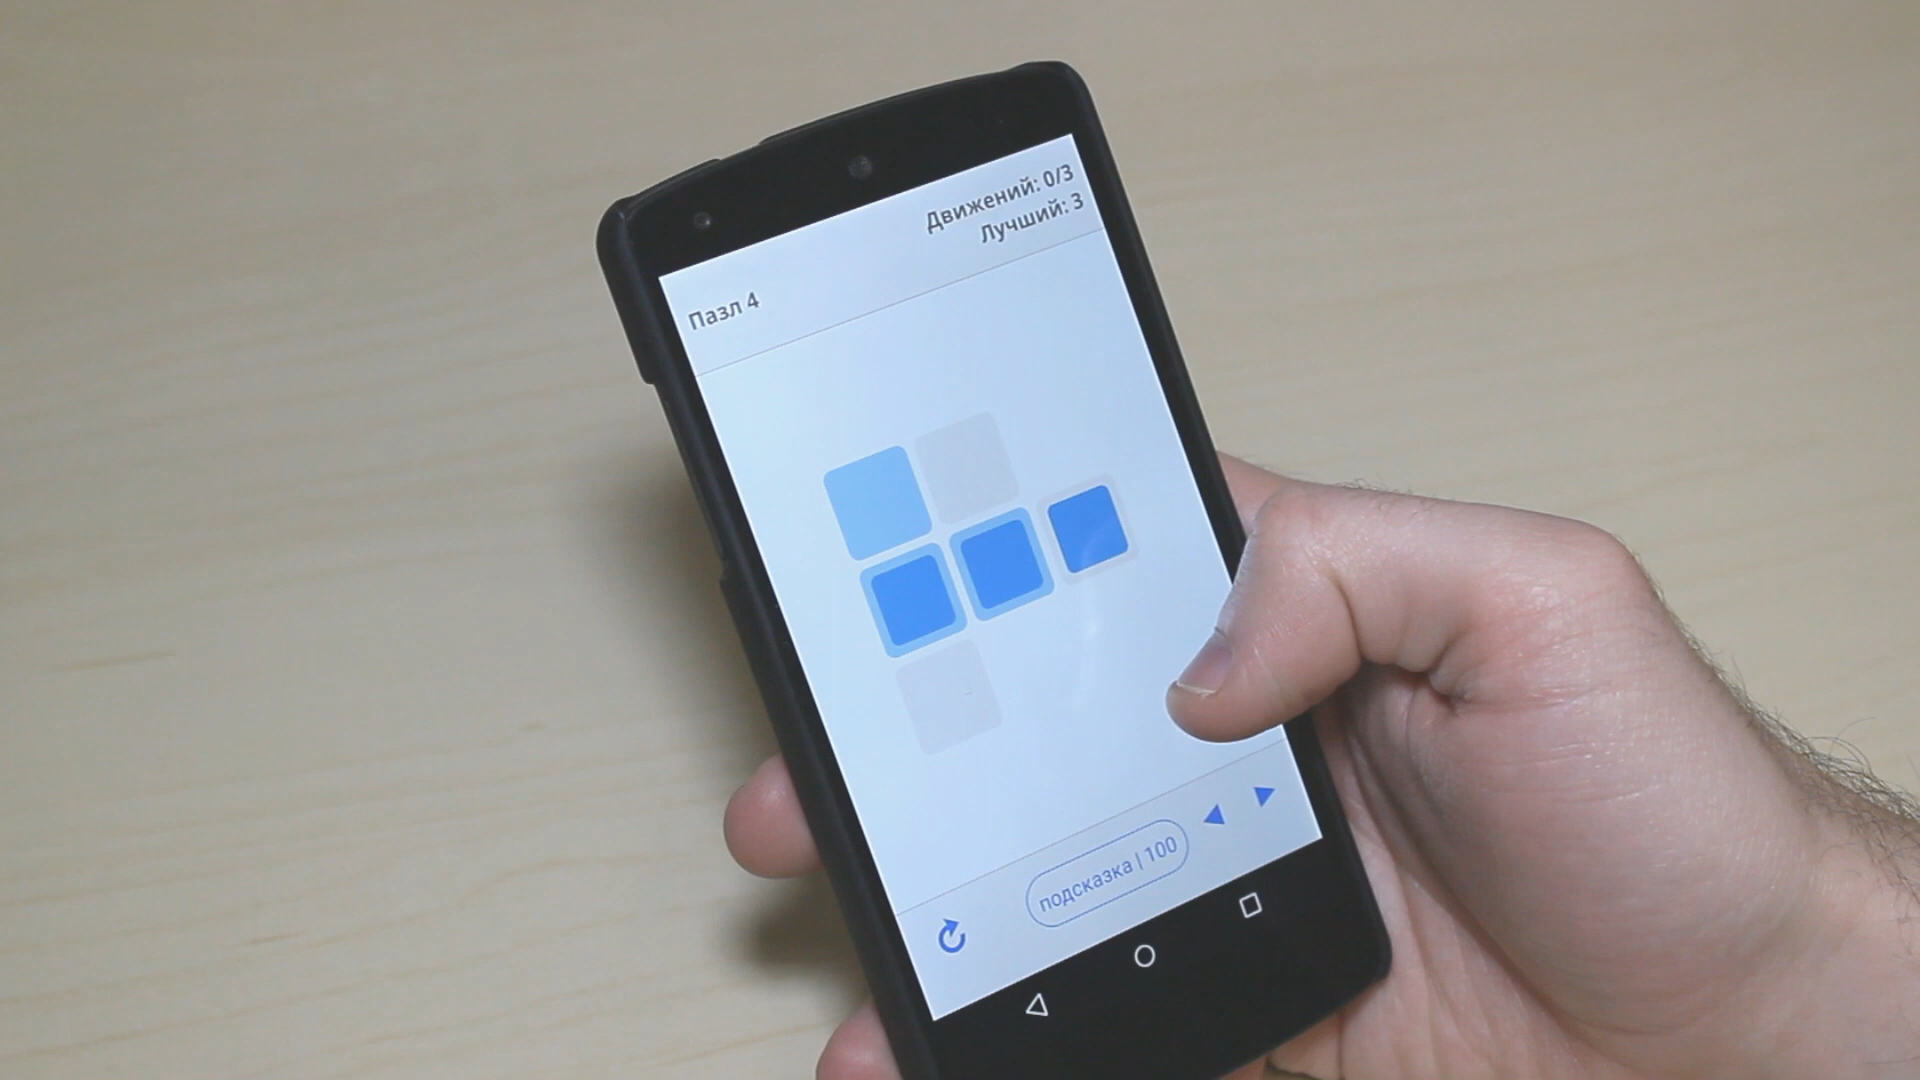 Движений: 0/3
Лучший: 3
Пазл 4
подсказка | 100